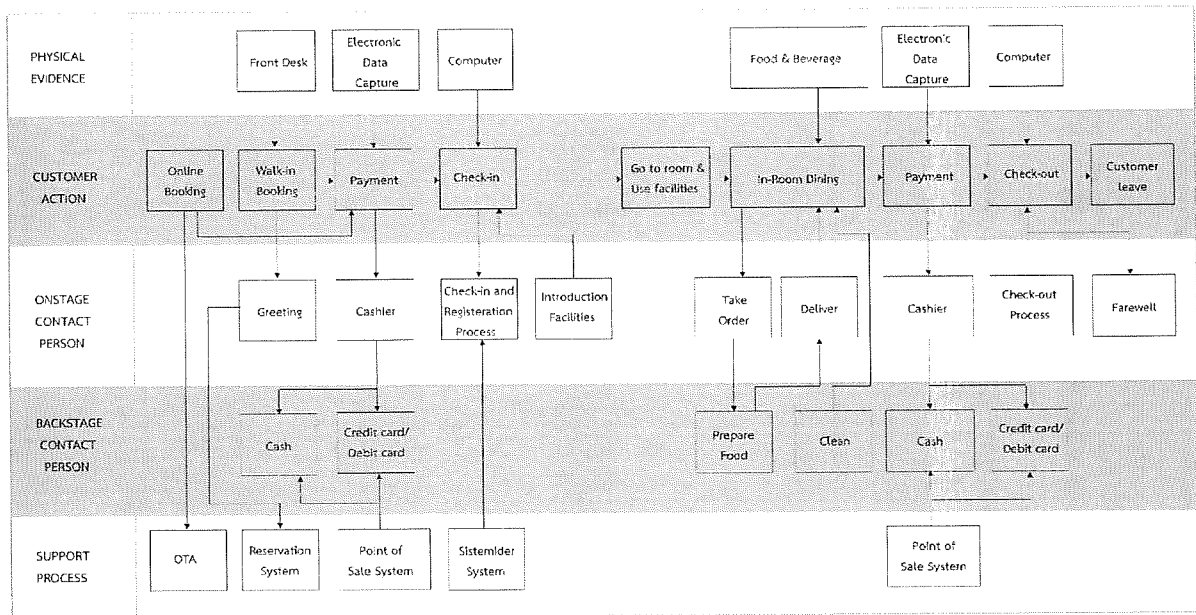 PHYSICAL
EVIDENCE
Front Desk
Electronic
Data
Capture
Computer
Food & Beverage
Electronic
Data
Capture
Computer
CUSTOMER
ACTION
Online
Booking
Walk-in
Booking
Payment
Check-in
Go to room &
Use facilities
In-Room Dining
Payment
Check-out
Customer
leave
ONSTAGE
CONTACT
PERSON
Greeting
Cashier
Check-in and
Registeration
Process
Introduction
Facilities
Take
Order
Deliver
Cashier
Check-out
Process
Farewell
BACKSTAGE
CONTACT
PERSON
Cash
Credit card/
Debit card
Prepare
Food
Clean
Cash
Credit card/
Debit card
SUPPORT
PROCESS
OTA
Reservation
System
Point of
Sale System
Sistemider
System
Point of
Sale System